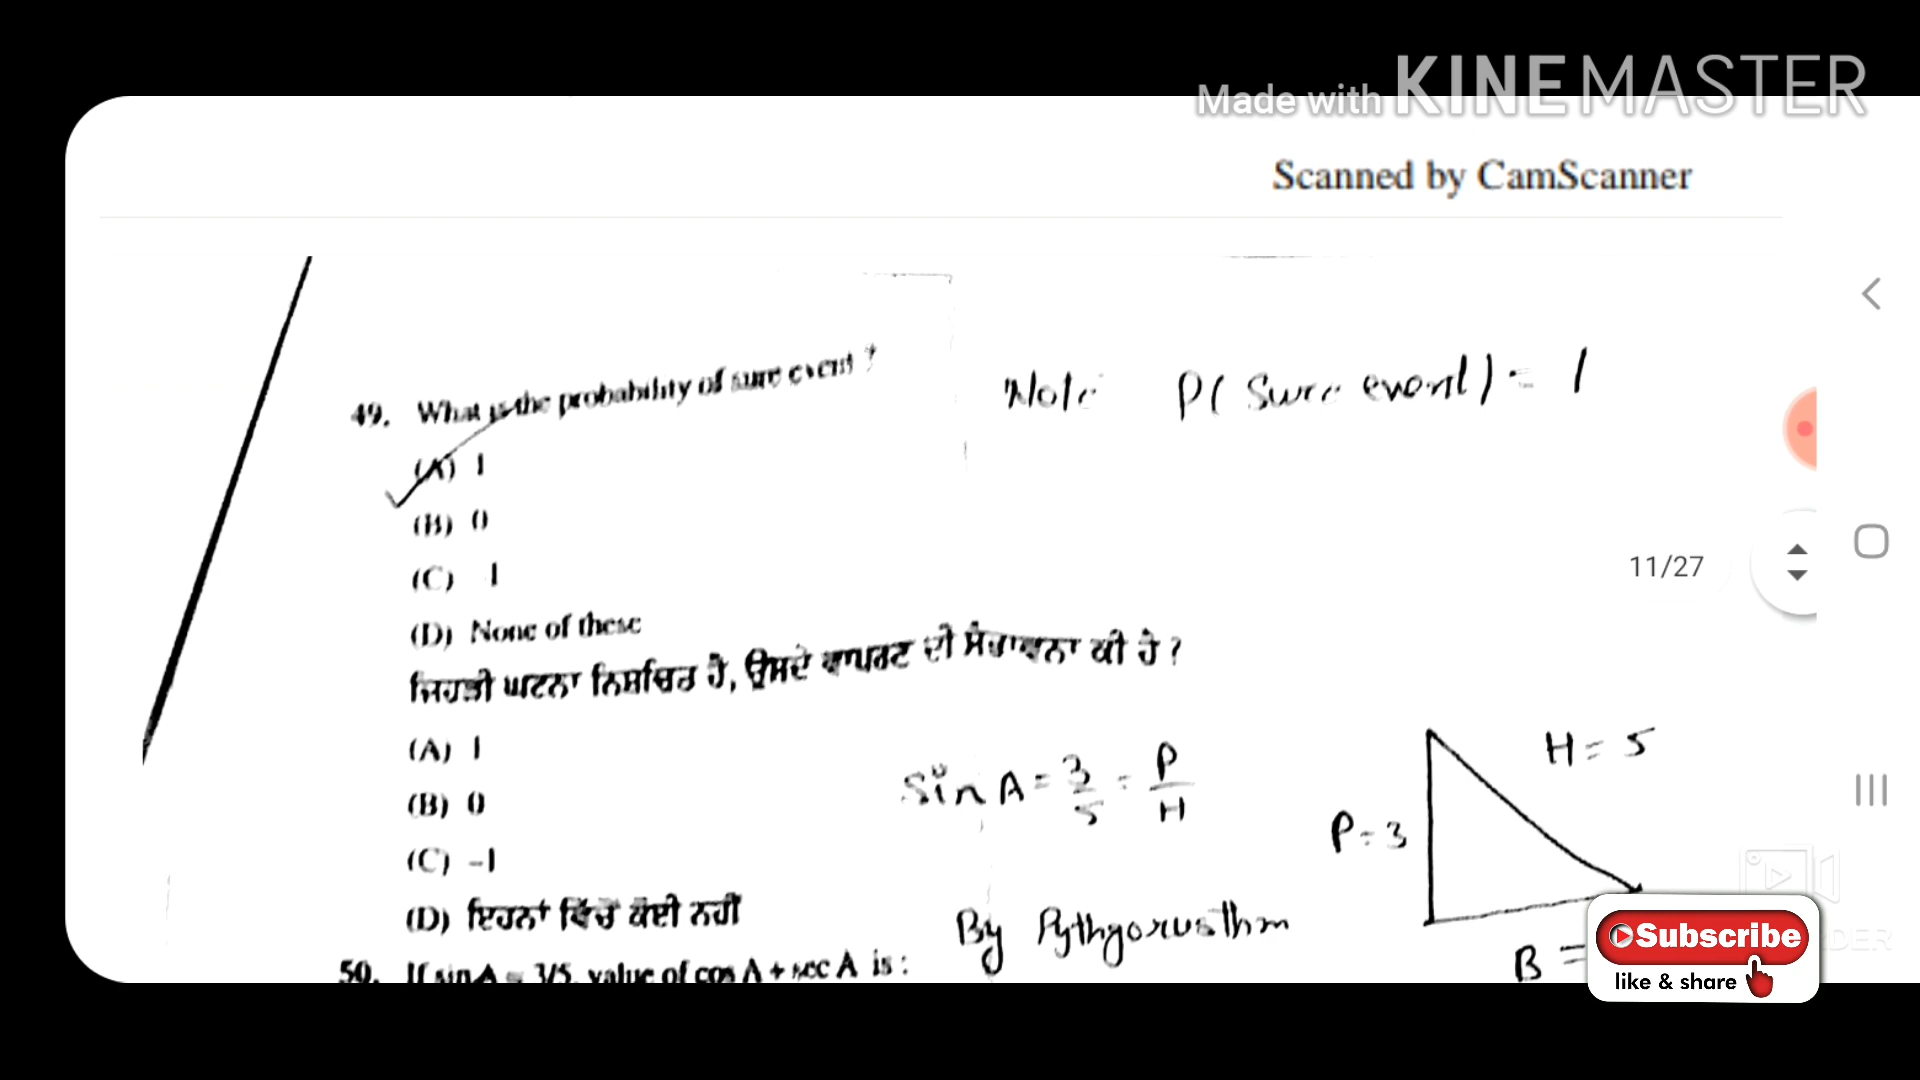 Made with KINEMASTER
Scanned by CamScanner
49. What is the probability of sure event ?
Note P( Sure event) = 1
(A) 1
(B) 0
(C) 1
11/27
(D) None of these
ਜਿਹੜੀ ਘਟਨਾ ਨਿਸ਼ਚਿਤ ਹੈ, ਉਸਦੇ ਵਾਪਰਣ ਦੀ ਸੰਭਾਵਨਾ ਕੀ ਹੈ ?
(A) 1
(B) 0
(C) -1
(D) ਇਹਨਾਂ ਵਿੱਚੋਂ ਕੋਈ ਨਹੀਂ
Sin A = 3/5 = P/H
H = 5
P = 3
By Pythgorus thm
B =
50. If sin A = 3/5, value of cos A + sec A is :
Subscribe
like & share